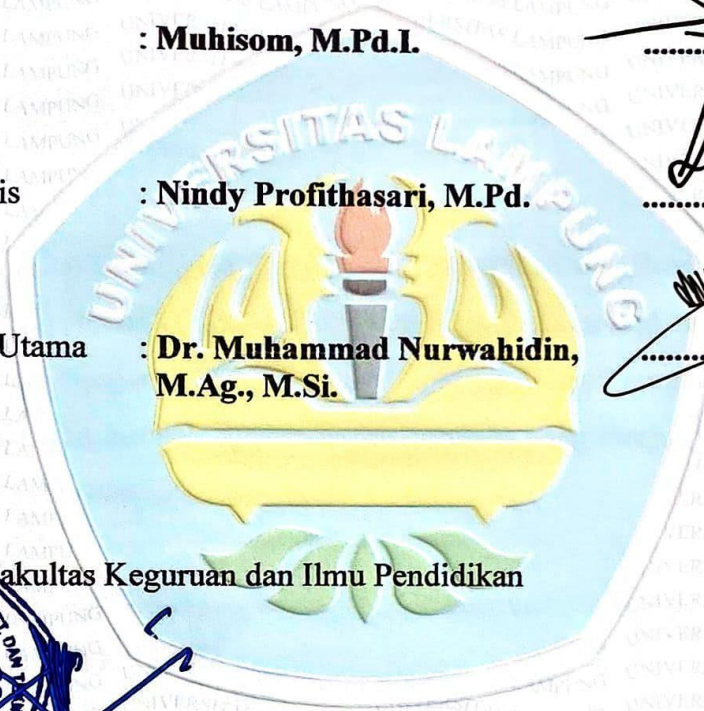 : Muhisom, M.Pd.I.
UNIVERSITAS LAMPUNG
is : Nindy Profithasari, M.Pd.
Utama : Dr. Muhammad Nurwahidin,
M.Ag., M.Si.
akultas Keguruan dan Ilmu Pendidikan